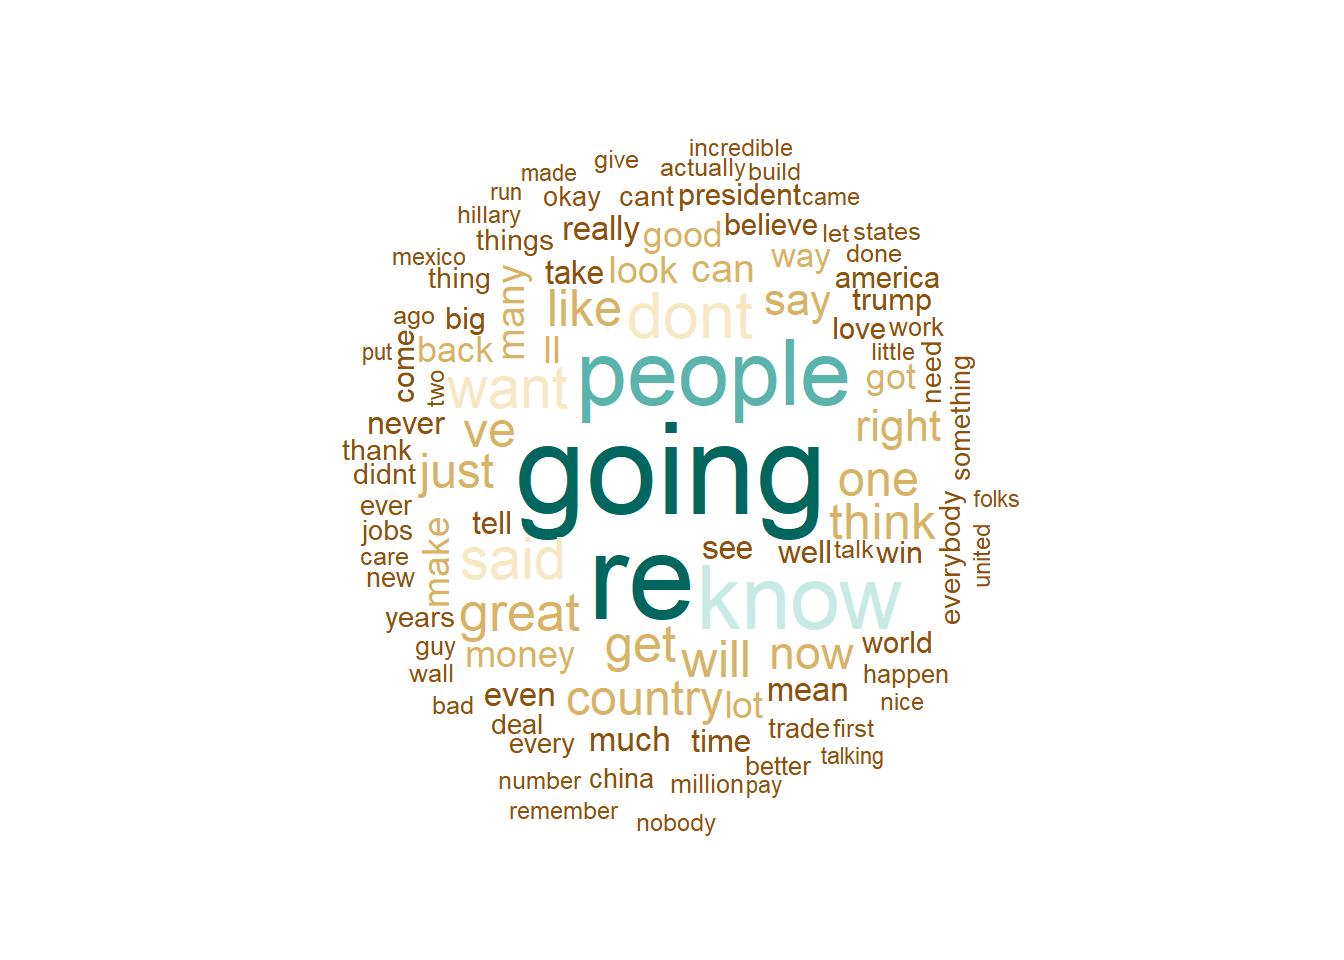 incredible
give
actually
build
made
run
okay
cant
president
came
hillary
things
really
good
believe
let
states
mexico
thing
many
take
look
can
way
done
america
ago
big
like
dont
say
trump
love
work
put
come
back
ll
people
little
two
want
got
need
something
never
ve
right
thank
didnt
just
going
one
ever
tell
think
everybody
folks
jobs
care
make
said
re
see
well
talk
win
united
new
know
years
great
guy
money
get
will
now
world
wall
happen
bad
even
country
lot
mean
nice
deal
every
much
time
trade
first
talking
number
china
million
pay
better
remember
nobody